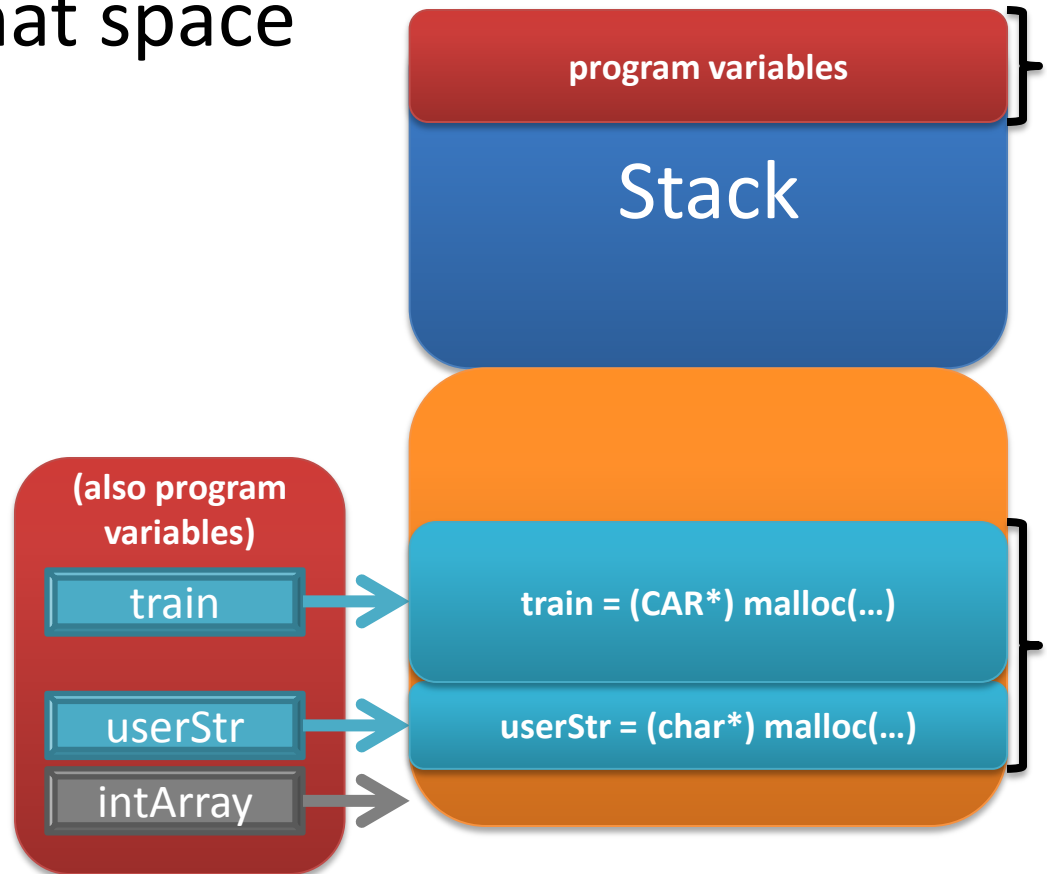 hat space
program variables
Stack
(also program
variables)
train
train = (CAR*) malloc(…)
userStr
userStr = (char*) malloc(…)
intArray